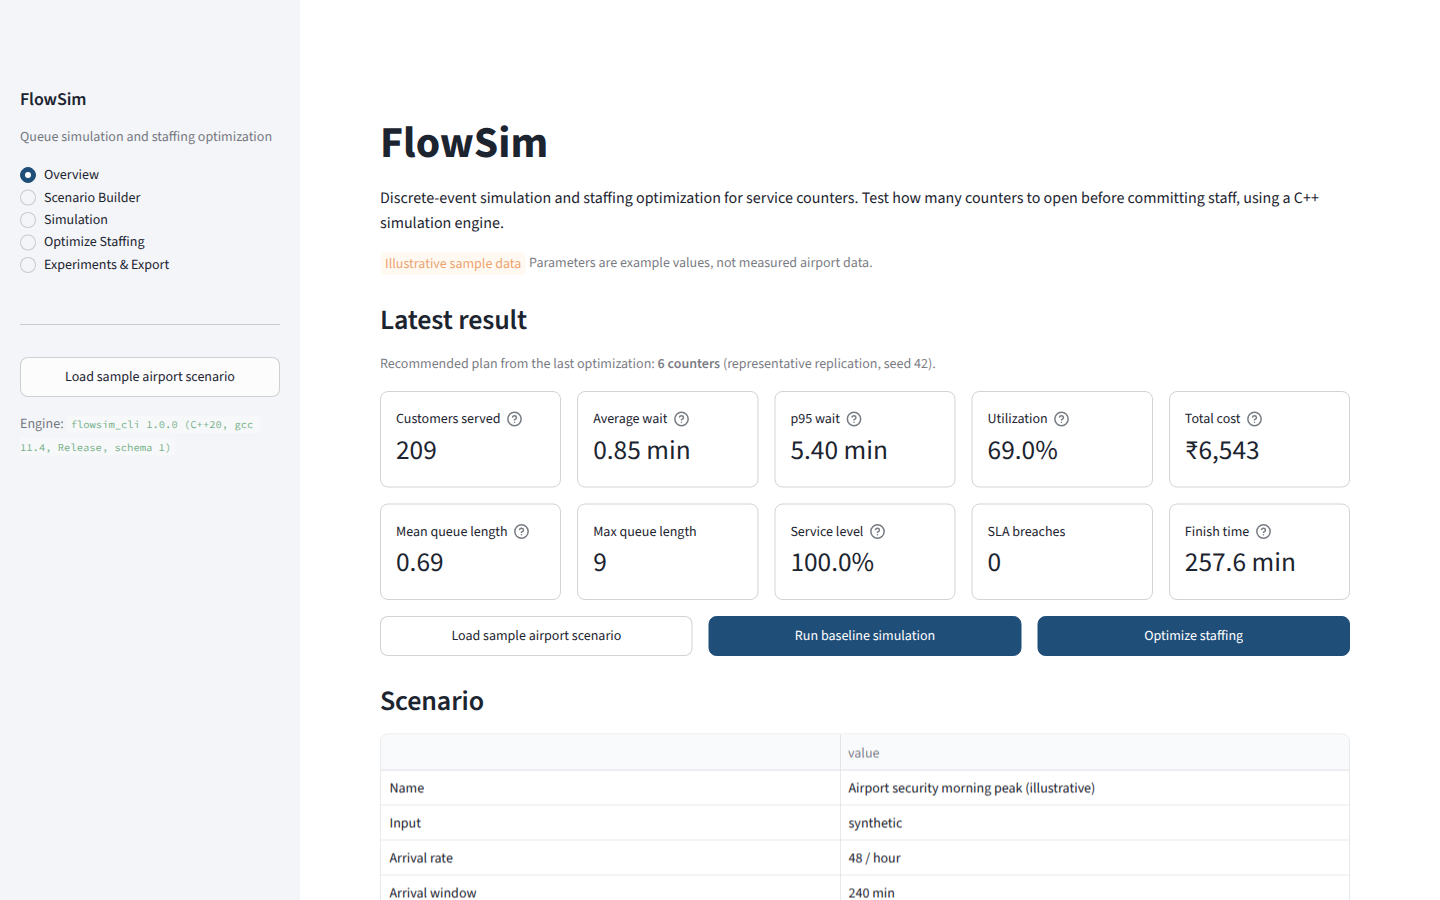 FlowSim
Queue simulation and staffing optimization
Overview
Scenario Builder
Simulation
Optimize Staffing
Experiments & Export
Load sample airport scenario
Engine: flowsim_cli 1.0.0 (C++20, gcc
11.4, Release, schema 1)
FlowSim
Discrete-event simulation and staffing optimization for service counters. Test how many counters to open before committing staff, using a C++
simulation engine.
Illustrative sample data Parameters are example values, not measured airport data.
Latest result
Recommended plan from the last optimization: 6 counters (representative replication, seed 42).
Customers served
209
Average wait
0.85 min
p95 wait
5.40 min
Utilization
69.0%
Total cost
₹6,543
Mean queue length
0.69
Max queue length
9
Service level
100.0%
SLA breaches
0
Finish time
257.6 min
Load sample airport scenario
Run baseline simulation
Optimize staffing
Scenario
value
Name Airport security morning peak (illustrative)
Input synthetic
Arrival rate 48 / hour
Arrival window 240 min